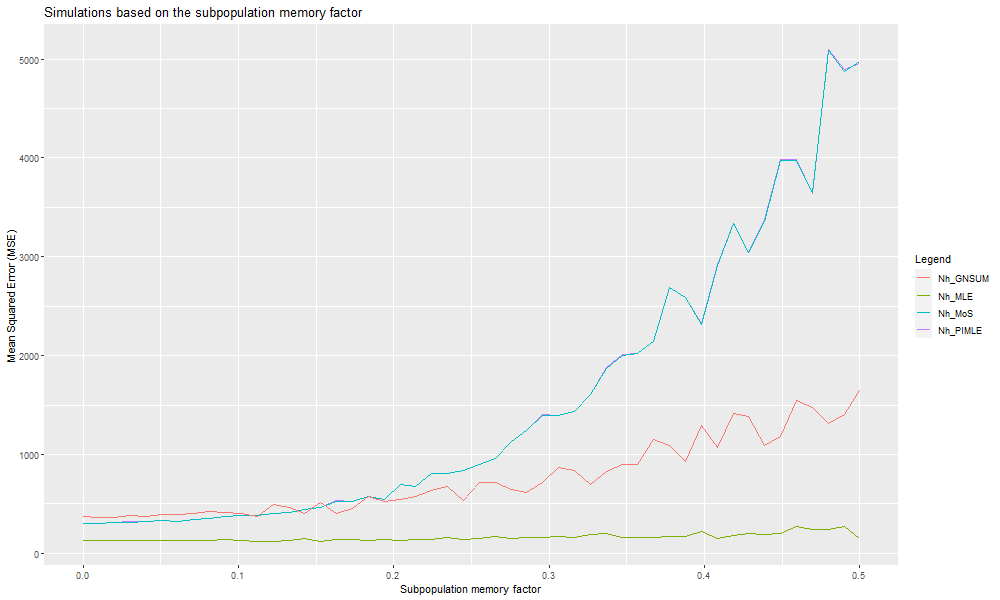 Simulations based on the subpopulation memory factor
Mean Squared Error (MSE)
5000
4000
3000
2000
1000
0
0.0
0.1
0.2
0.3
0.4
0.5
Subpopulation memory factor
Legend
Nh_GNSUM
Nh_MLE
Nh_MoS
Nh_PIMLE